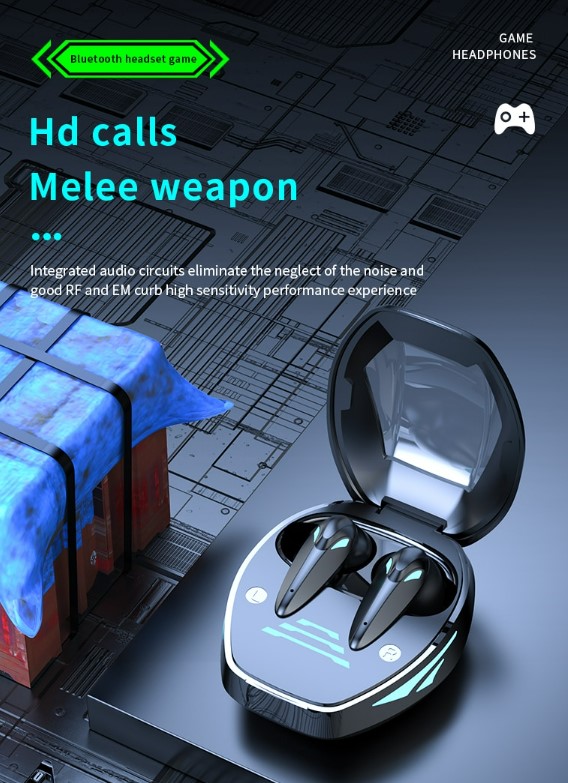 Bluetooth headset game
GAME
HEADPHONES
Hd calls
Melee weapon
...
Integrated audio circuits eliminate the neglect of the noise and
good RF and EM curb high sensitivity performance experience
L
R